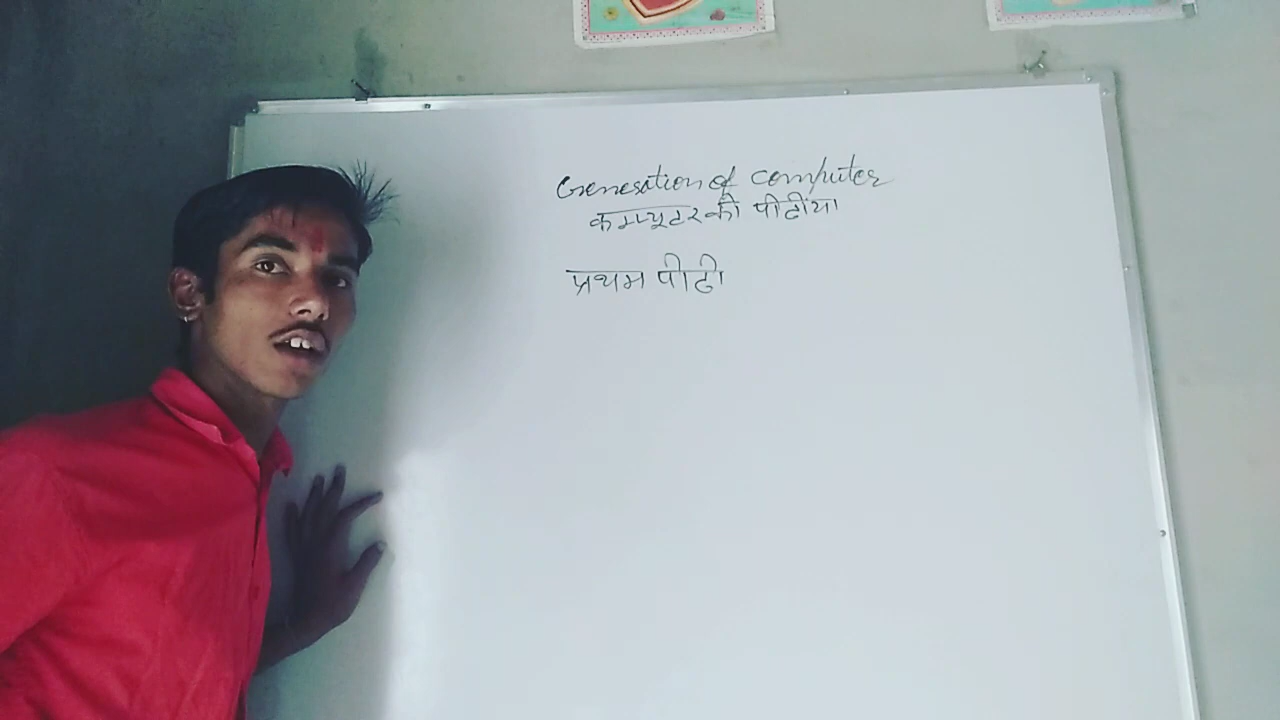 Generation of computer
कम्प्यूटर की पीढींया
प्रथम पीढी